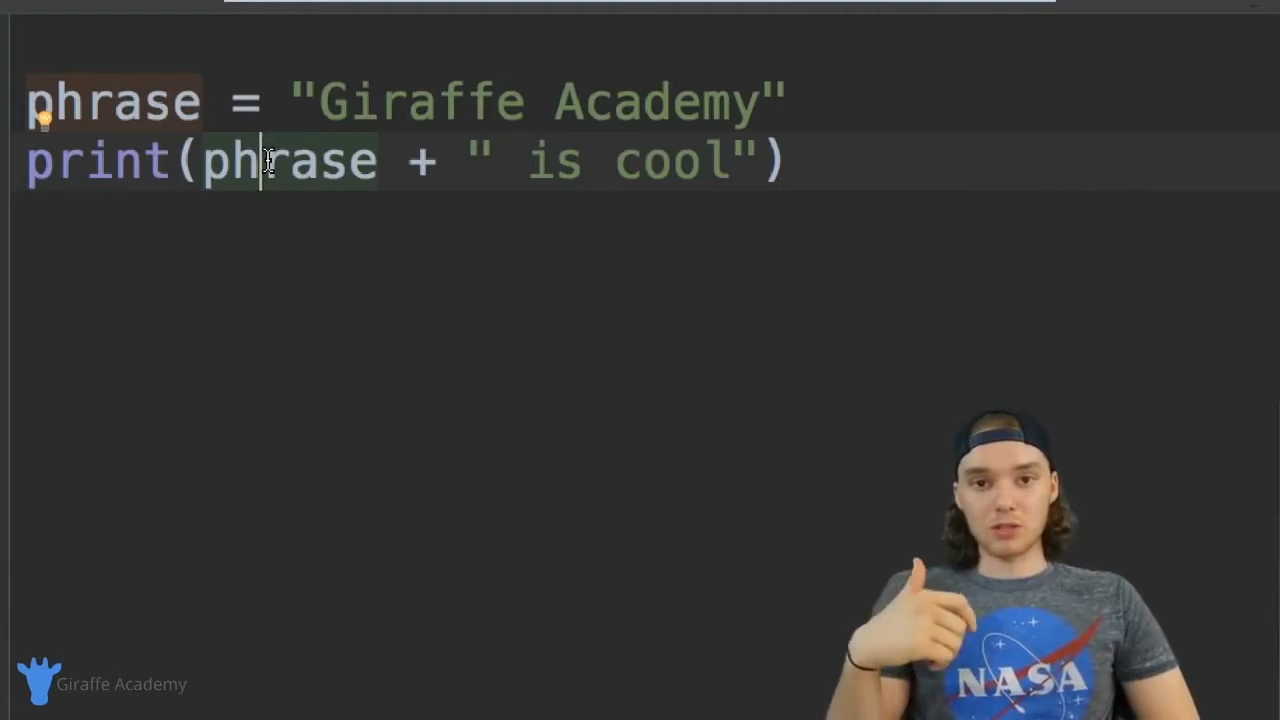 phrase = "Giraffe Academy"
print(phrase + " is cool")
NASA
Giraffe Academy